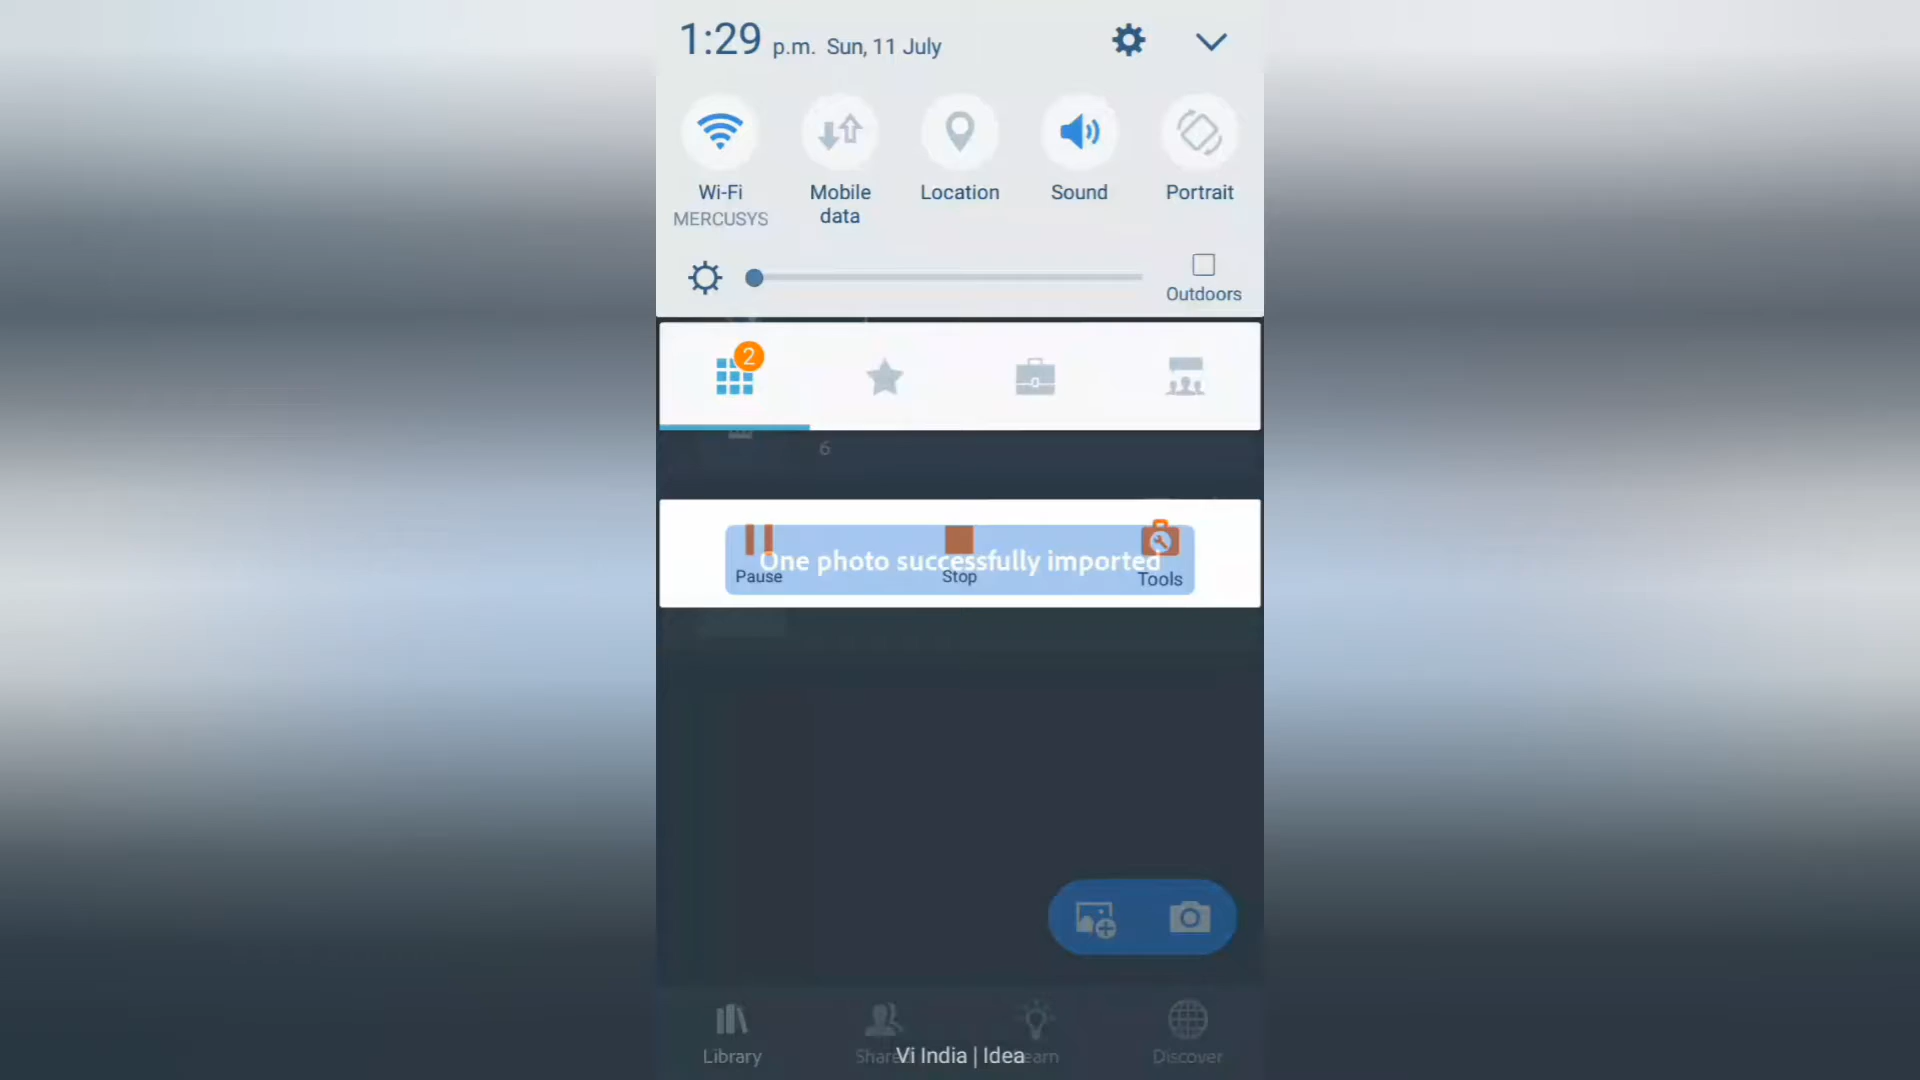 1:29 p.m. Sun, 11 July
Wi-Fi
MERCUSYS
Mobile
data
Location
Sound
Portrait
Outdoors
2
6
One photo successfully imported
Pause
Stop
Tools
Library
Vi India | Idea
Discover